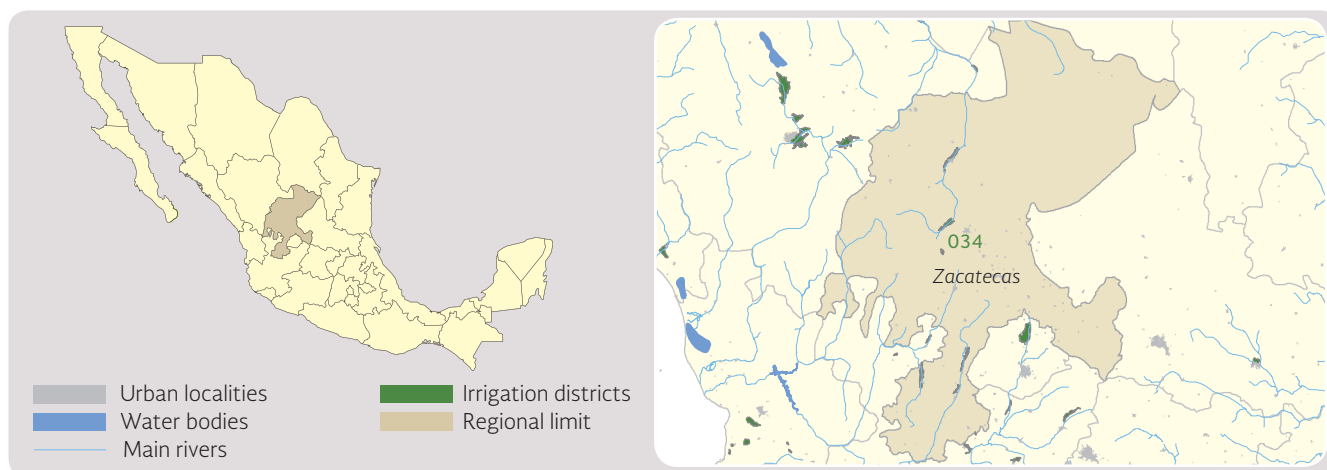 Urban localities
Water bodies
Main rivers
Irrigation districts
Regional limit
034
Zacatecas